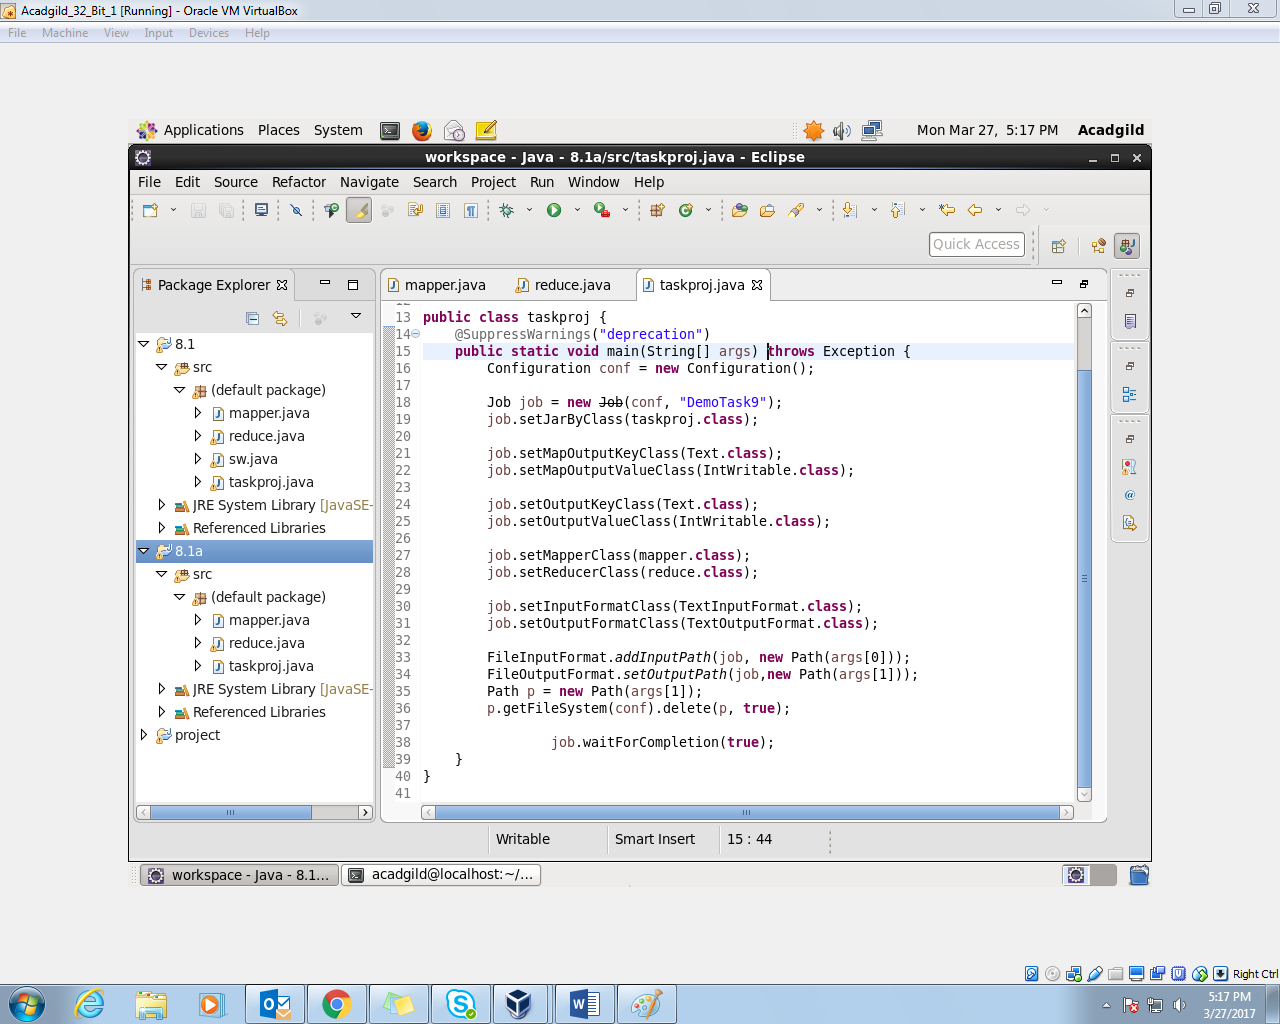 Acadgild_32_Bit_1 [Running] - Oracle VM VirtualBox
File Machine View Input Devices Help
Applications Places System Mon Mar 27, 5:17 PM Acadgild
workspace - Java - 8.1a/src/taskproj.java - Eclipse
File Edit Source Refactor Navigate Search Project Run Window Help
Quick Access
Package Explorer
8.1
src
(default package)
mapper.java
reduce.java
sw.java
taskproj.java
JRE System Library [JavaSE-
Referenced Libraries
8.1a
src
(default package)
mapper.java
reduce.java
taskproj.java
JRE System Library [JavaSE-
Referenced Libraries
project
mapper.java reduce.java taskproj.java
12
13 public class taskproj {
14 @SuppressWarnings("deprecation")
15 public static void main(String[] args) throws Exception {
16 Configuration conf = new Configuration();
17
18 Job job = new Job(conf, "DemoTask9");
19 job.setJarByClass(taskproj.class);
20
21 job.setMapOutputKeyClass(Text.class);
22 job.setMapOutputValueClass(IntWritable.class);
23
24 job.setOutputKeyClass(Text.class);
25 job.setOutputValueClass(IntWritable.class);
26
27 job.setMapperClass(mapper.class);
28 job.setReducerClass(reduce.class);
29
30 job.setInputFormatClass(TextInputFormat.class);
31 job.setOutputFormatClass(TextOutputFormat.class);
32
33 FileInputFormat.addInputPath(job, new Path(args[0]));
34 FileOutputFormat.setOutputPath(job,new Path(args[1]));
35 Path p = new Path(args[1]);
36 p.getFileSystem(conf).delete(p, true);
37
38 job.waitForCompletion(true);
39 }
40 }
41
Writable Smart Insert 15 : 44
workspace - Java - 8.1... acadgild@localhost:~/...
Right Ctrl
5:17 PM
3/27/2017